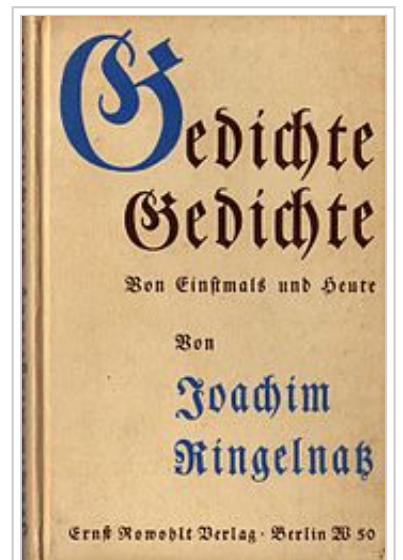 Gedichte
Gedichte
Von Einstmals und Heute
Von
Joachim
Ringelnatz
Ernst Rowohlt Verlag · Berlin W 50